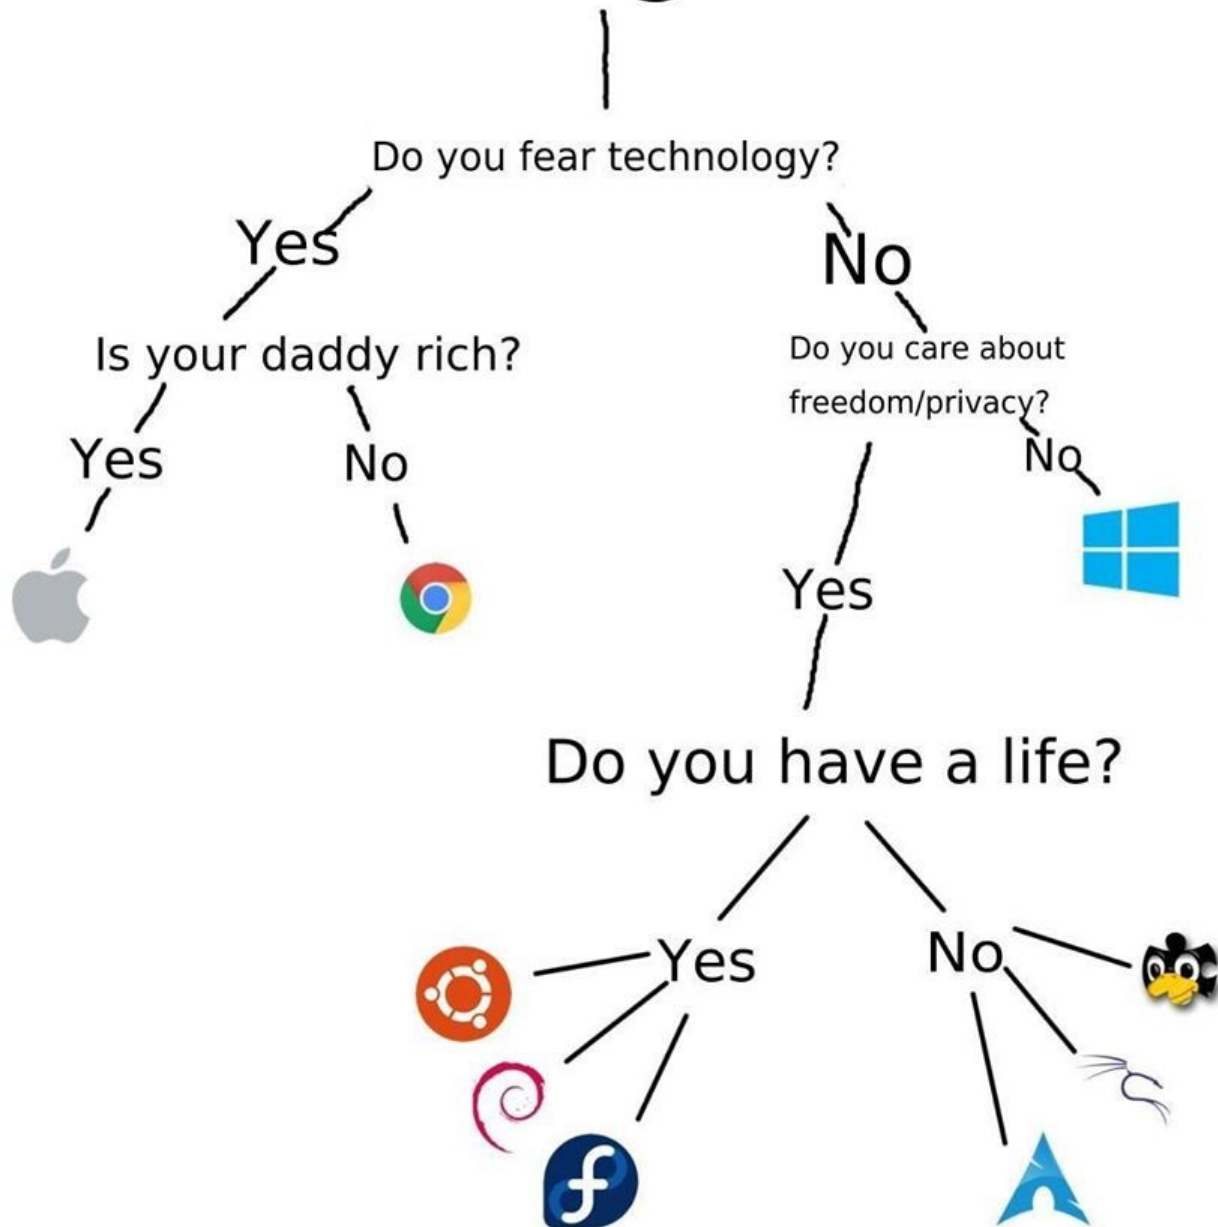 Do you fear technology?
Yes
No
Is your daddy rich?
Do you care about
freedom/privacy?
Yes
No
No
Yes
Do you have a life?
Yes
No